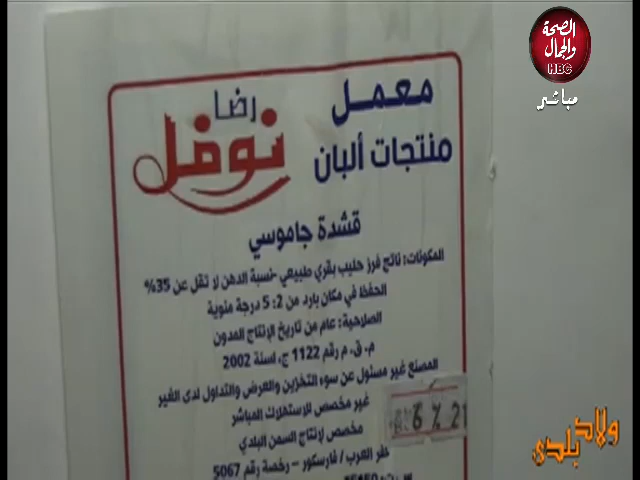 الصحة
والجمال
HBC
مباشر
معمل
منتجات ألبان
رضا
نوفل
قشدة جاموسي
المكونات: ناتج فرز حليب بقري طبيعي -نسبة الدهن لا تقل عن 35%
الحفظ في مكان بارد من 2: 5 درجة مئوية
الصلاحية: عام من تاريخ الإنتاج المدون
م. ق. م رقم 1122 ج، لسنة 2002
المصنع غير مسئول عن سوء التخزين والعرض والتداول لدى الغير
غير مخصص للاستهلاك المباشر
مخصص لإنتاج السمن البلدي
كفر العرب / فارسكور - رخصة رقم 5067
6 % 21
ولاد
بلدي